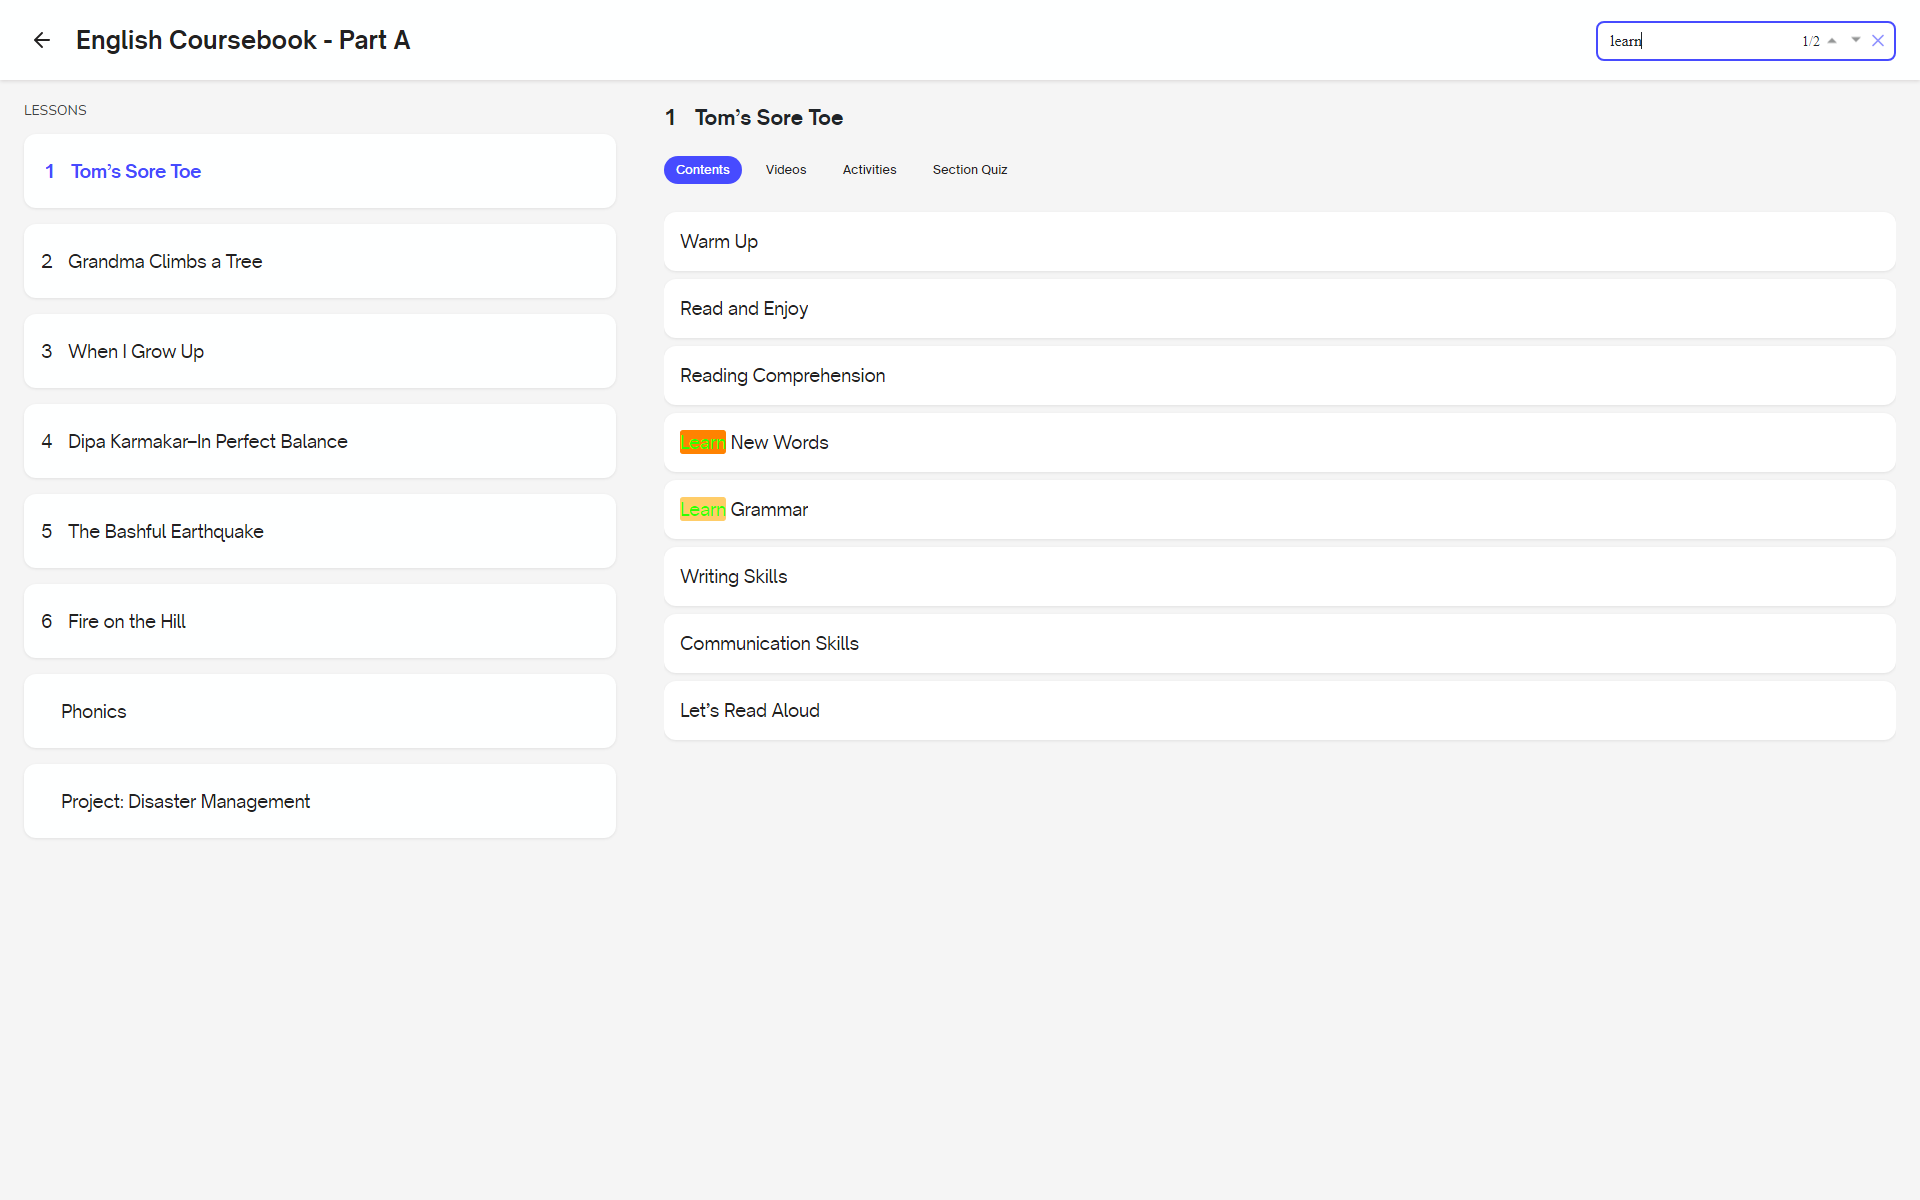 English Coursebook - Part A
learn 1/2
LESSONS
1 Tom’s Sore Toe
2 Grandma Climbs a Tree
3 When I Grow Up
4 Dipa Karmakar–In Perfect Balance
5 The Bashful Earthquake
6 Fire on the Hill
Phonics
Project: Disaster Management
1 Tom’s Sore Toe
Contents Videos Activities Section Quiz
Warm Up
Read and Enjoy
Reading Comprehension
Learn New Words
Learn Grammar
Writing Skills
Communication Skills
Let’s Read Aloud